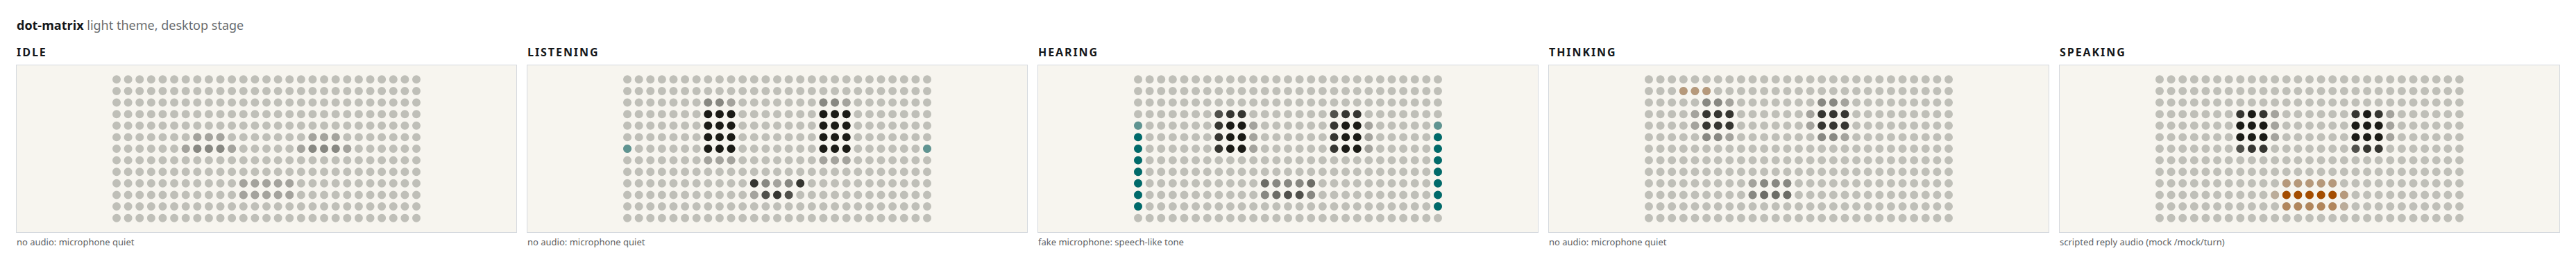 dot-matrix light theme, desktop stage
IDLE
LISTENING
HEARING
THINKING
SPEAKING
no audio: microphone quiet
no audio: microphone quiet
fake microphone: speech-like tone
no audio: microphone quiet
scripted reply audio (mock /mock/turn)